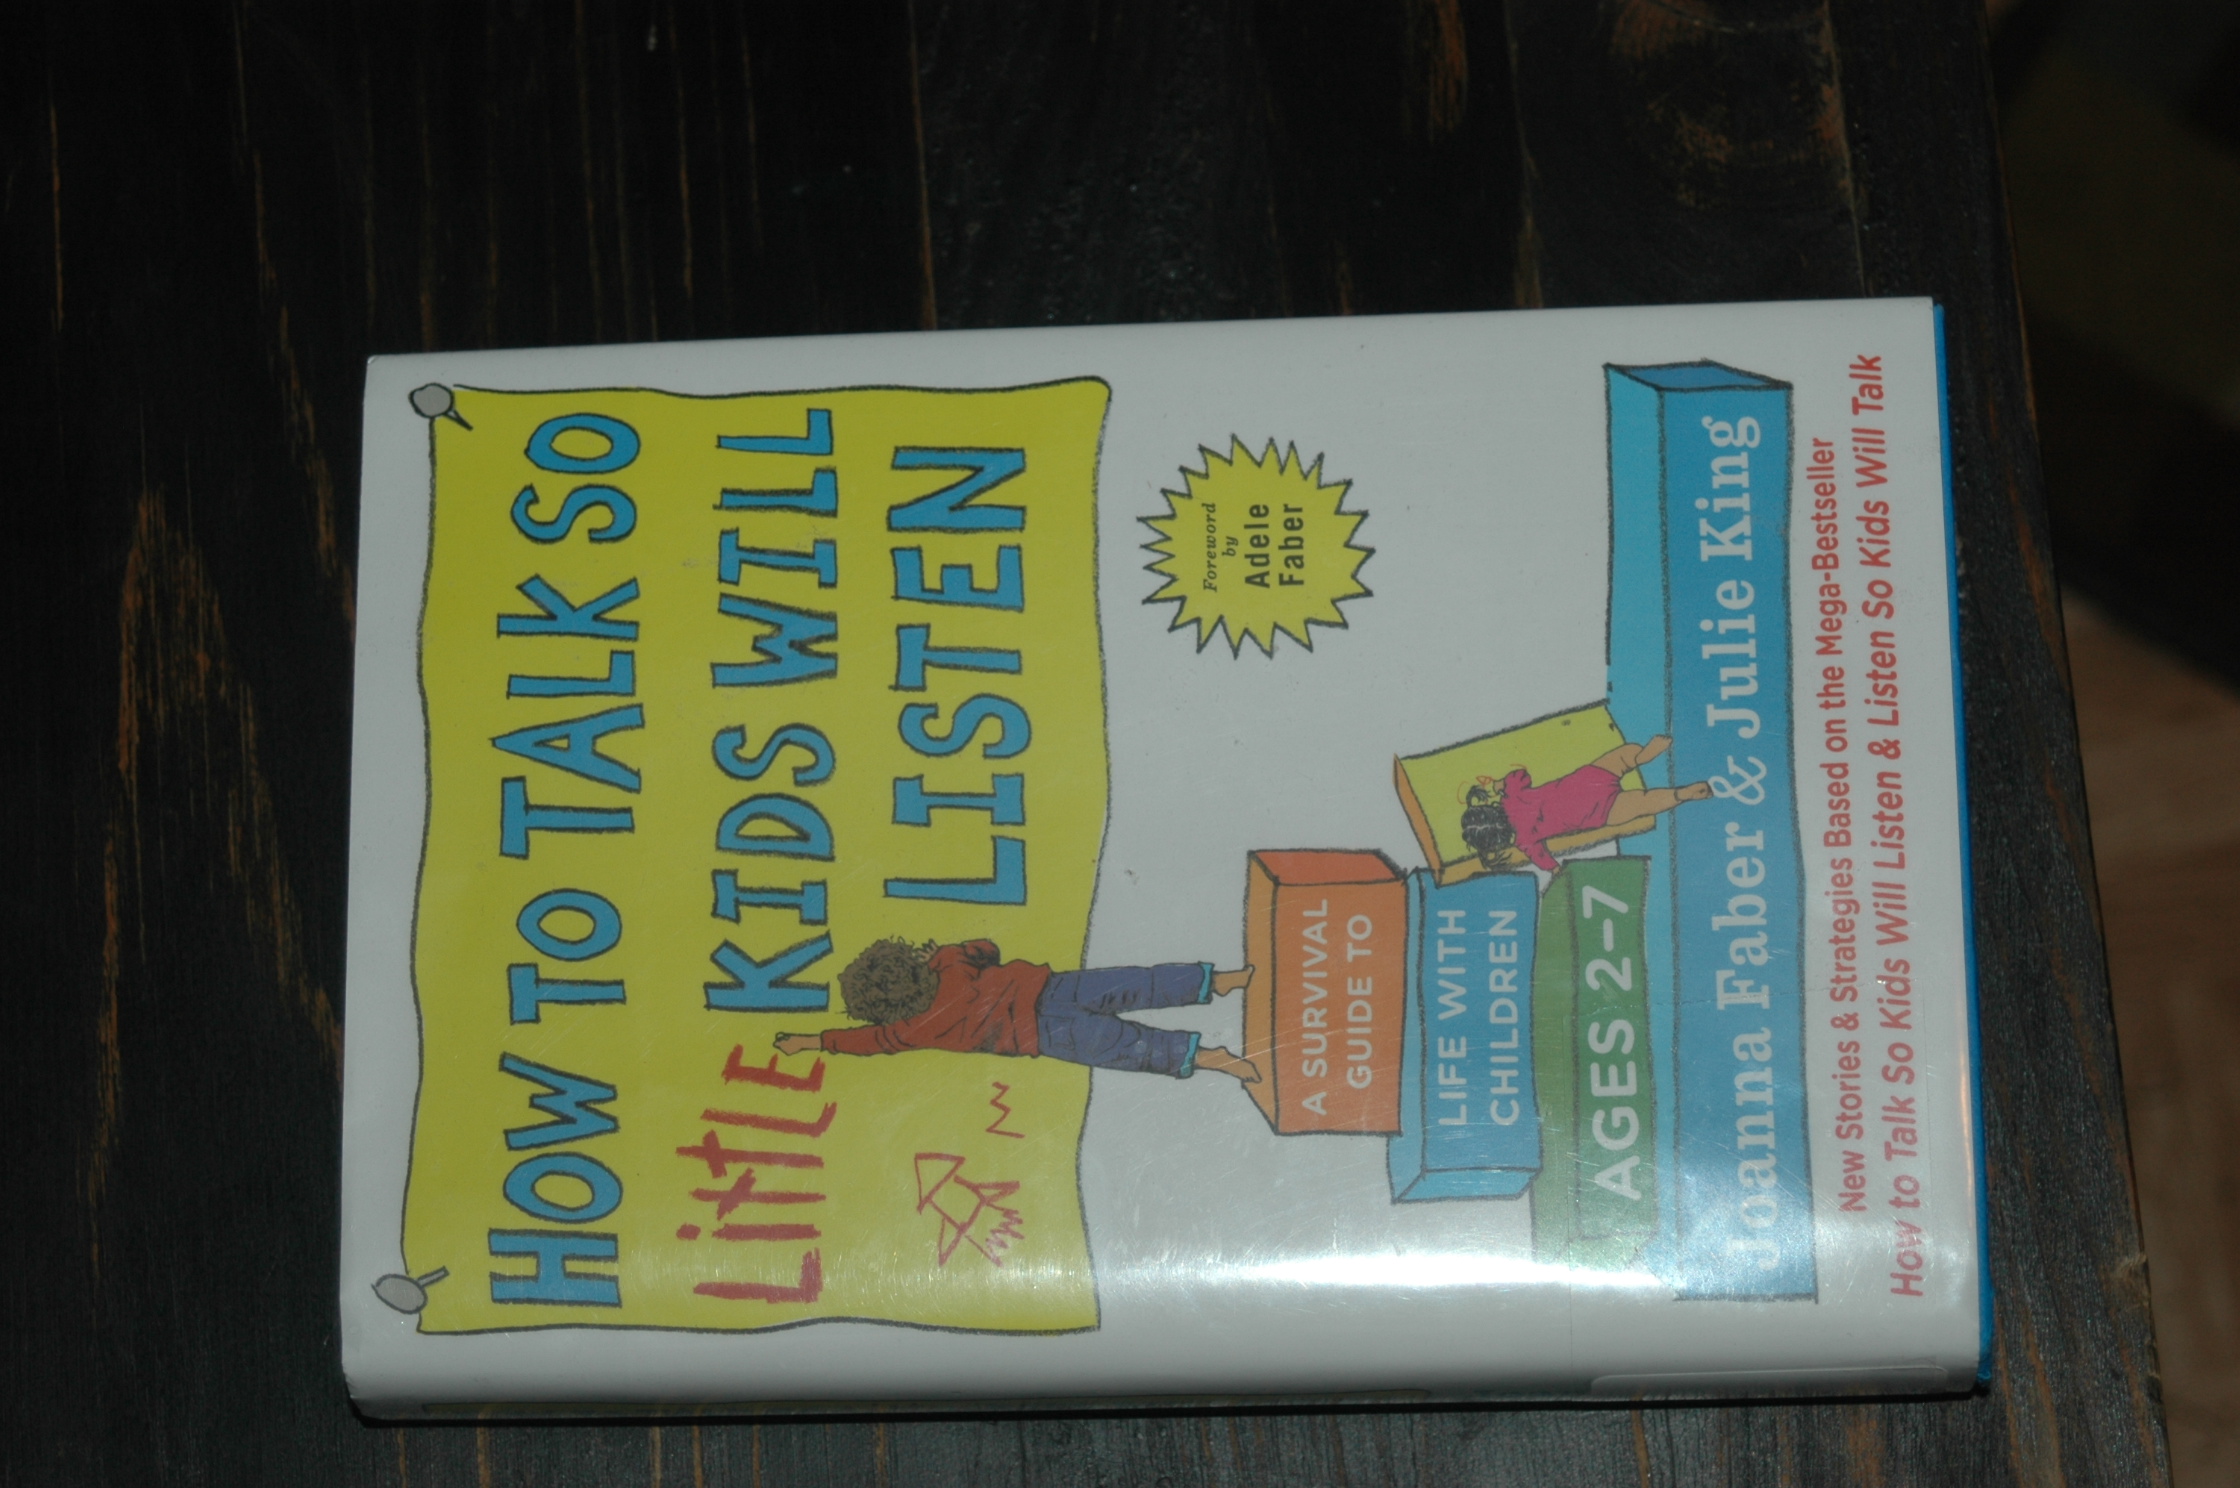 HOW TO TALK SO
LittlE KIDS WILL
LISTEN
Foreword
by
Adele
Faber
A SURVIVAL
GUIDE TO
LIFE WITH
CHILDREN
AGES 2-7
Joanna Faber & Julie King
New Stories & Strategies Based on the Mega-Bestseller
How to Talk So Kids Will Listen & Listen So Kids Will Talk